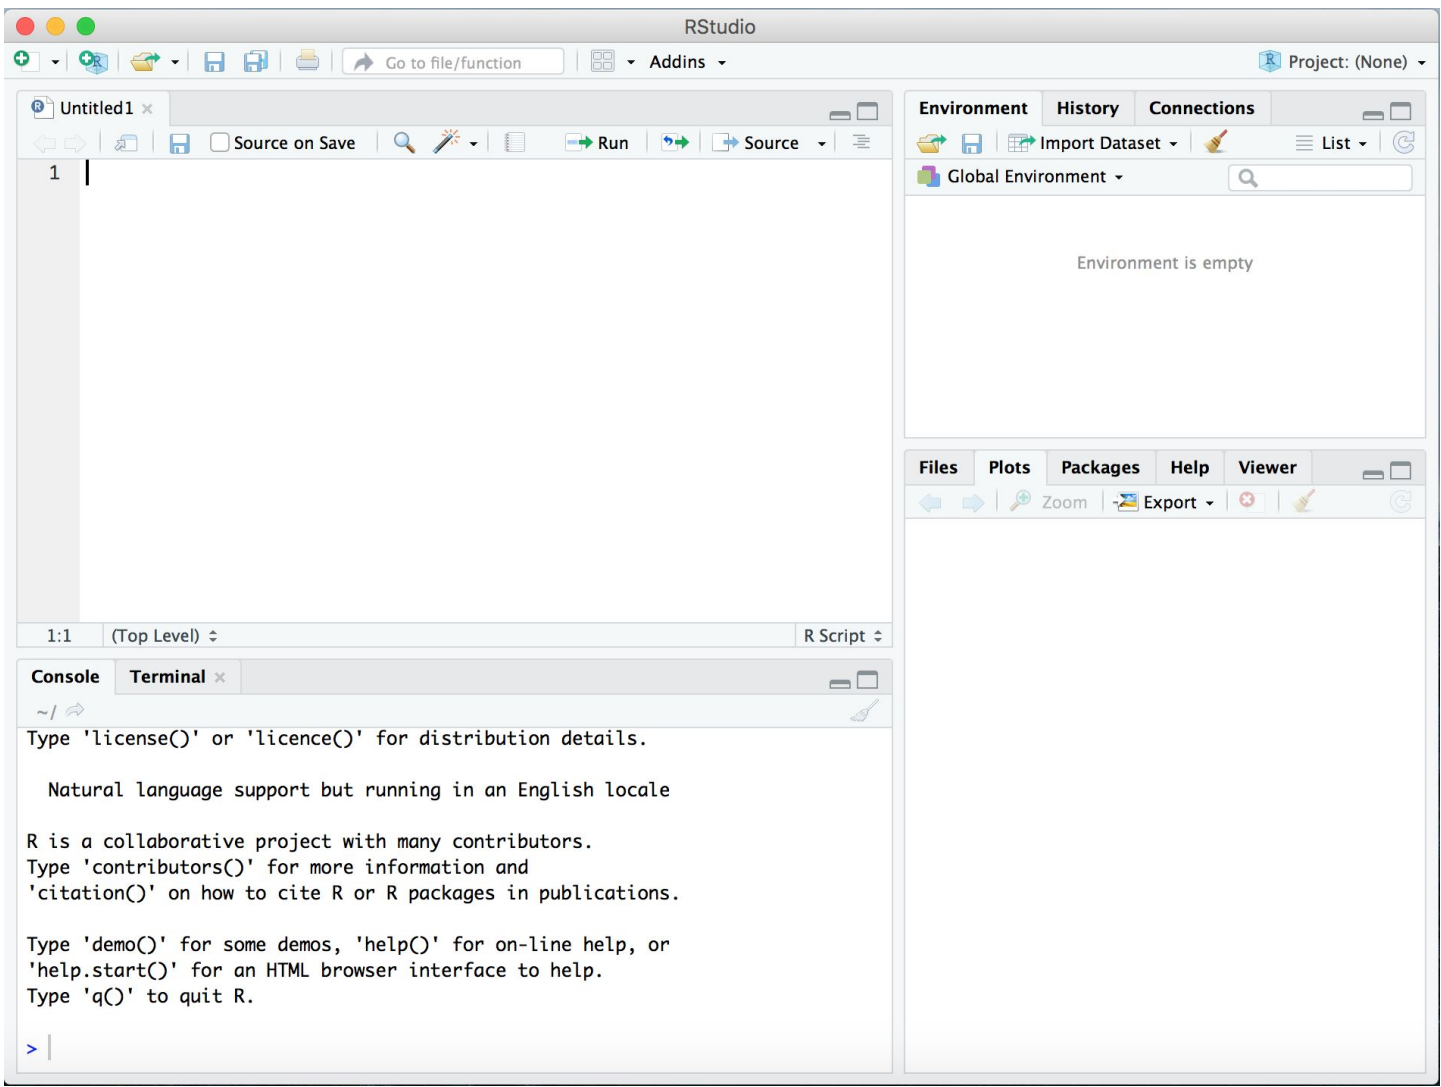 RStudio
Go to file/function
Addins
Project: (None)
Untitled1
Source on Save
Run
Source
1
1:1
(Top Level)
R Script
Console
Terminal
~/
Type 'license()' or 'licence()' for distribution details.
Natural language support but running in an English locale
R is a collaborative project with many contributors.
Type 'contributors()' for more information and
'citation()' on how to cite R or R packages in publications.
Type 'demo()' for some demos, 'help()' for on-line help, or
'help.start()' for an HTML browser interface to help.
Type 'q()' to quit R.
>
Environment
History
Connections
Import Dataset
List
Global Environment
Environment is empty
Files
Plots
Packages
Help
Viewer
Zoom
Export